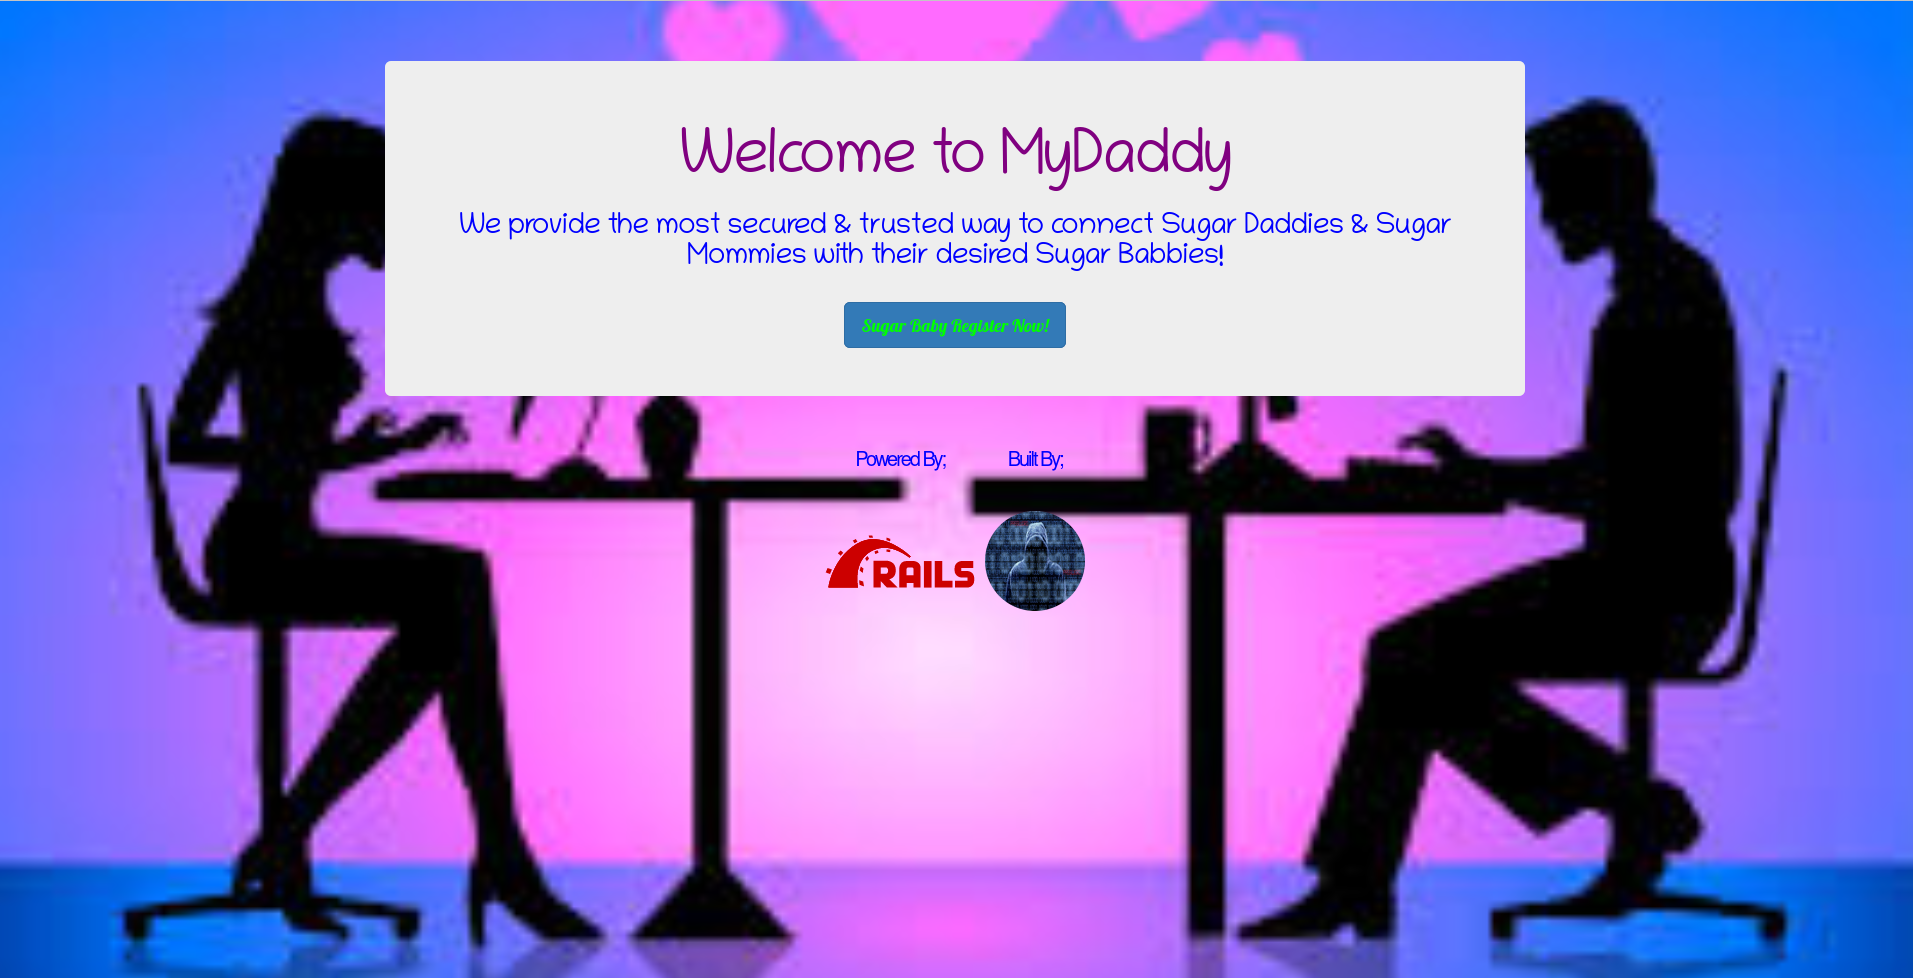 Welcome to MyDaddy
We provide the most secured & trusted way to connect Sugar Daddies & Sugar
Mommies with their desired Sugar Babbies!
Sugar Baby Register Now!
Powered By;
Built By;
RAILS